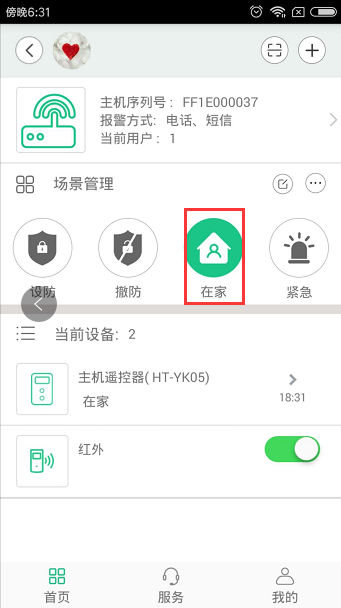 傍晚6:31
主机序列号： FF1E000037
报警方式: 电话、短信
当前用户 : 1
场景管理
设防
撤防
在家
紧急
当前设备: 2
主机遥控器( HT-YK05)
在家
18:31
红外
首页
服务
我的